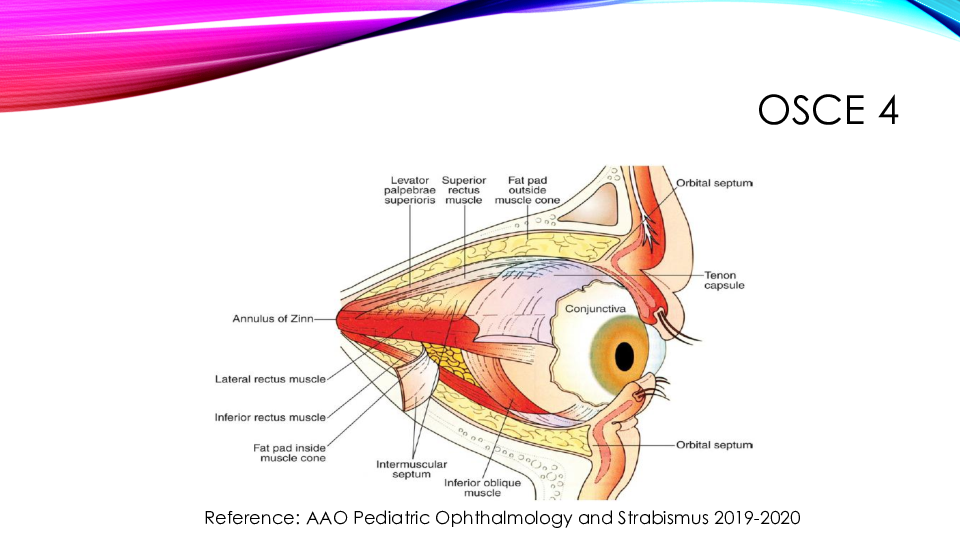 OSCE 4
Levator
palpebrae
superioris
Superior
rectus
muscle
Fat pad
outside
muscle cone
Orbital septum
Tenon
capsule
Conjunctiva
Annulus of Zinn
Lateral rectus muscle
Inferior rectus muscle
Fat pad inside
muscle cone
Intermuscular
septum
Inferior oblique
muscle
Orbital septum
Reference: AAO Pediatric Ophthalmology and Strabismus 2019-2020